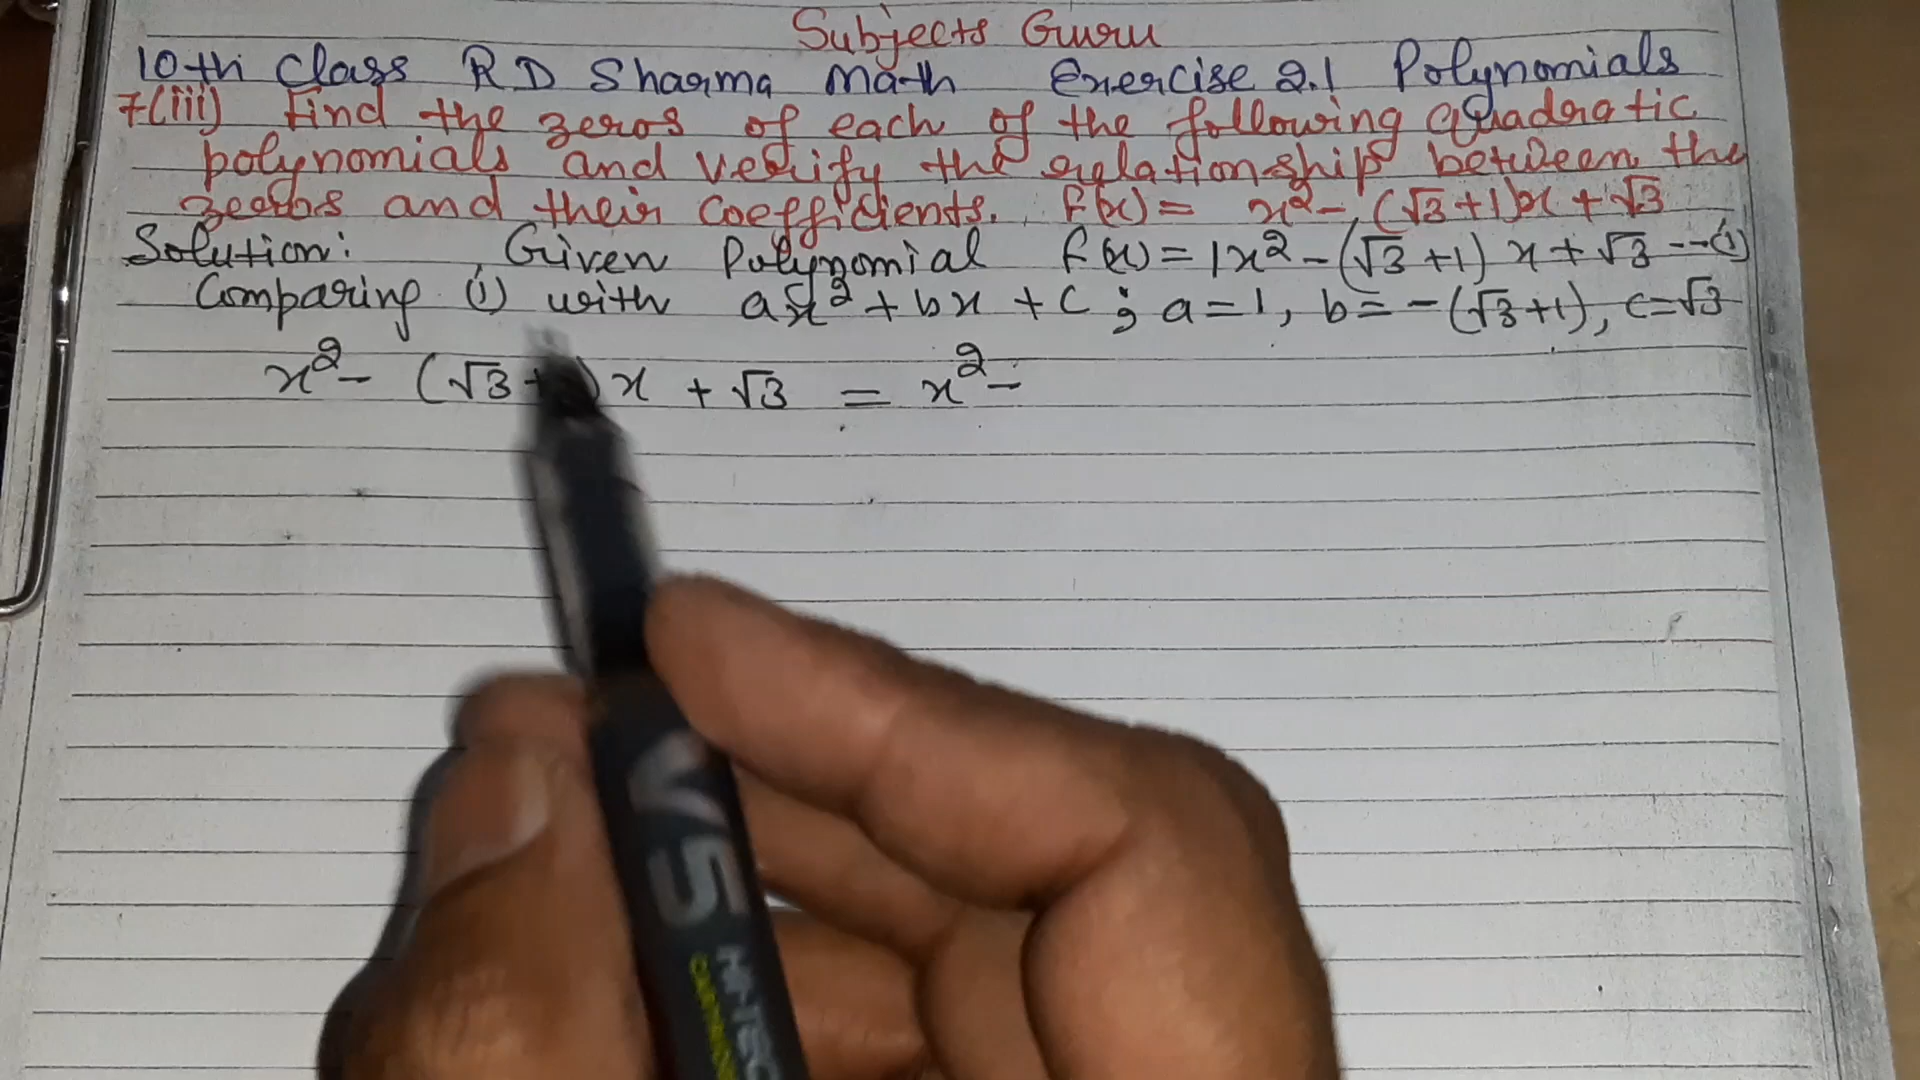 Subjects Guru
10th Class RD Sharma Math Exercise 2.1 Polynomials
7(iii) Find the zeros of each of the following quadratic
polynomials and verify the relationship between the
zeros and their coefficients. f(x) = x² - (√3+1)x + √3
Solution: Given Polynomial f(x) = 1x² - (√3+1) x + √3 --- (1)
Comparing (1) with ax² + bx + c ; a=1, b= -(√3+1), c=√3
x² - (√3+ )x + √3 = x² -
V5
HI-TEC